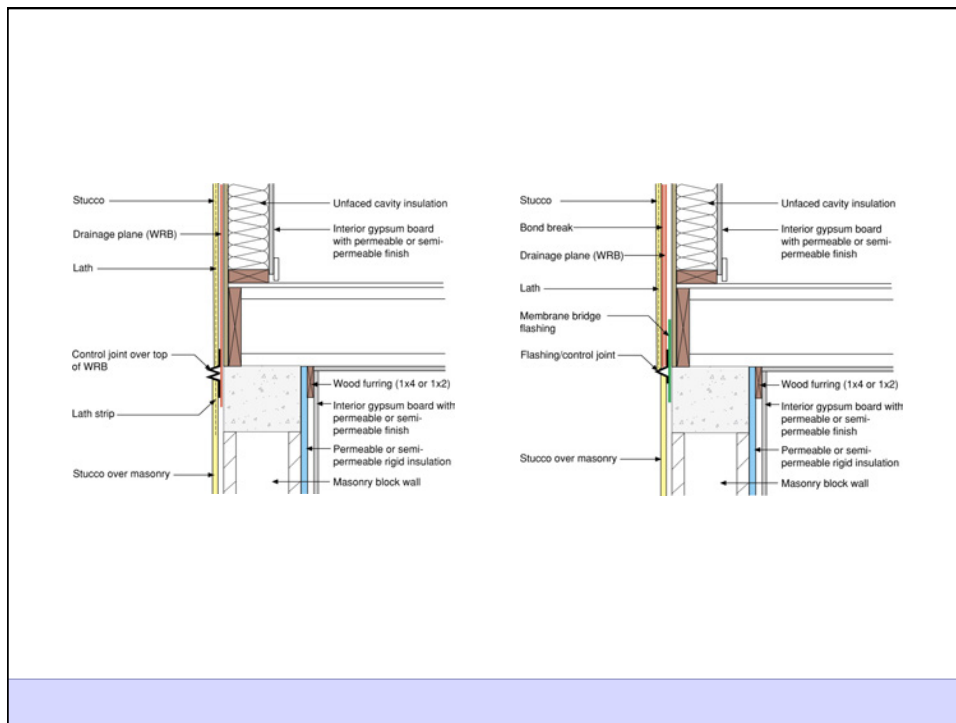 Stucco
Drainage plane (WRB)
Lath
Control joint over top
of WRB
Lath strip
Stucco over masonry
Unfaced cavity insulation
Interior gypsum board
with permeable or semi-
permeable finish
Wood furring (1x4 or 1x2)
Interior gypsum board with
permeable or semi-
permeable finish
Permeable or semi-
permeable rigid insulation
Masonry block wall
Stucco
Bond break
Drainage plane (WRB)
Lath
Membrane bridge
flashing
Flashing/control joint
Stucco over masonry
Unfaced cavity insulation
Interior gypsum board
with permeable or semi-
permeable finish
Wood furring (1x4 or 1x2)
Interior gypsum board with
permeable or semi-permeable
finish
Permeable or semi-
permeable rigid insulation
Masonry block wall